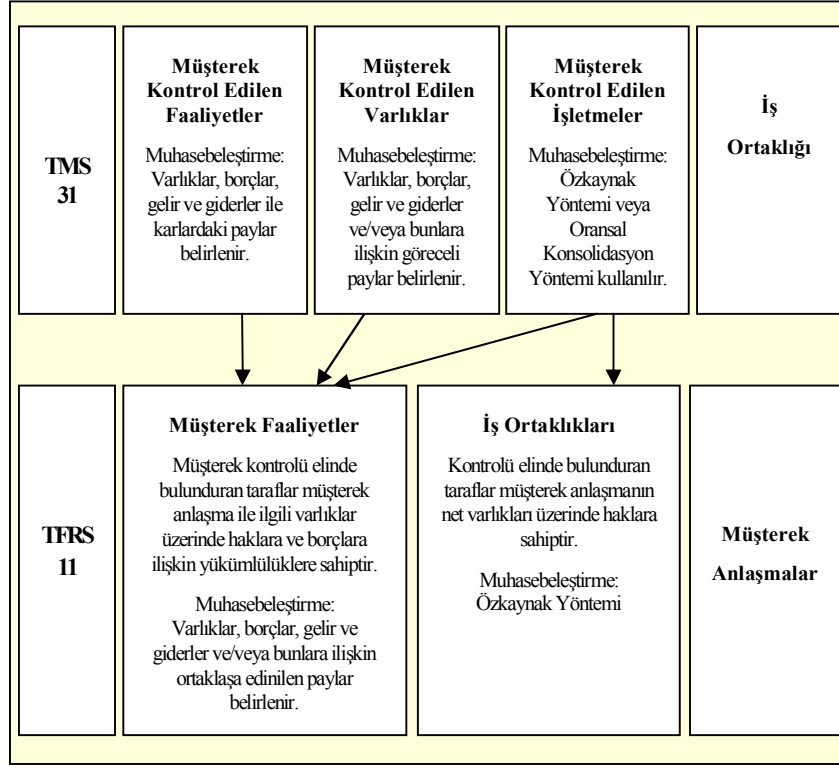 TMS
31
Müşterek
Kontrol Edilen
Faaliyetler
Muhasebeleştirme:
Varlıklar, borçlar,
gelir ve giderler ile
karlardaki paylar
belirlenir.
Müşterek
Kontrol Edilen
Varlıklar
Muhasebeleştirme:
Varlıklar, borçlar,
gelir ve giderler
ve/veya bunlara
ilişkin göreceli
paylar belirlenir.
Müşterek
Kontrol Edilen
İşletmeler
Muhasebeleştirme:
Özkaynak
Yöntemi veya
Oransal
Konsolidasyon
Yöntemi kullanılır.
İş
Ortaklığı
TFRS
11
Müşterek Faaliyetler
Müşterek kontrolü elinde
bulunduran taraflar müşterek
anlaşma ile ilgili varlıklar
üzerinde haklara ve borçlara
ilişkin yükümlülüklere sahiptir.
Muhasebeleştirme:
Varlıklar, borçlar, gelir ve
giderler ve/veya bunlara ilişkin
ortaklaşa edinilen paylar
belirlenir.
İş Ortaklıkları
Kontrolü elinde bulunduran
taraflar müşterek anlaşmanın
net varlıkları üzerinde haklara
sahiptir.
Muhasebeleştirme:
Özkaynak Yöntemi
Müşterek
Anlaşmalar